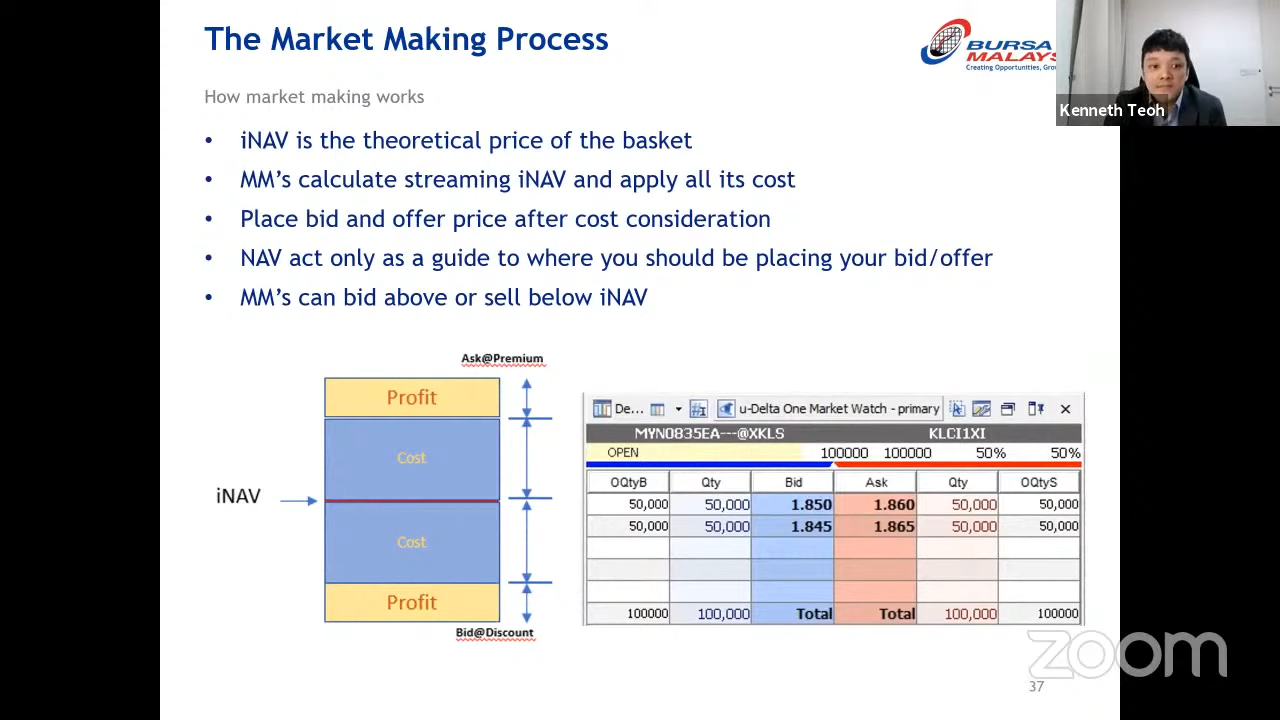 The Market Making Process
BURSA
MALAYS
Creating Opportunities, Grow
Kenneth Teoh
How market making works
• iNAV is the theoretical price of the basket
• MM's calculate streaming iNAV and apply all its cost
• Place bid and offer price after cost consideration
• NAV act only as a guide to where you should be placing your bid/offer
• MM's can bid above or sell below iNAV
Ask@Premium
Profit
Cost
iNAV
Cost
Profit
Bid@Discount
De... u-Delta One Market Watch - primary
MYN0835EA---@XKLS KLCI1XI
OPEN 100000 100000 50% 50%
OQtyB Qty Bid Ask Qty OQtyS
50,000 50,000 1.850 1.860 50,000 50,000
50,000 50,000 1.845 1.865 50,000 50,000
100000 100,000 Total Total 100,000 100000
zoom
37